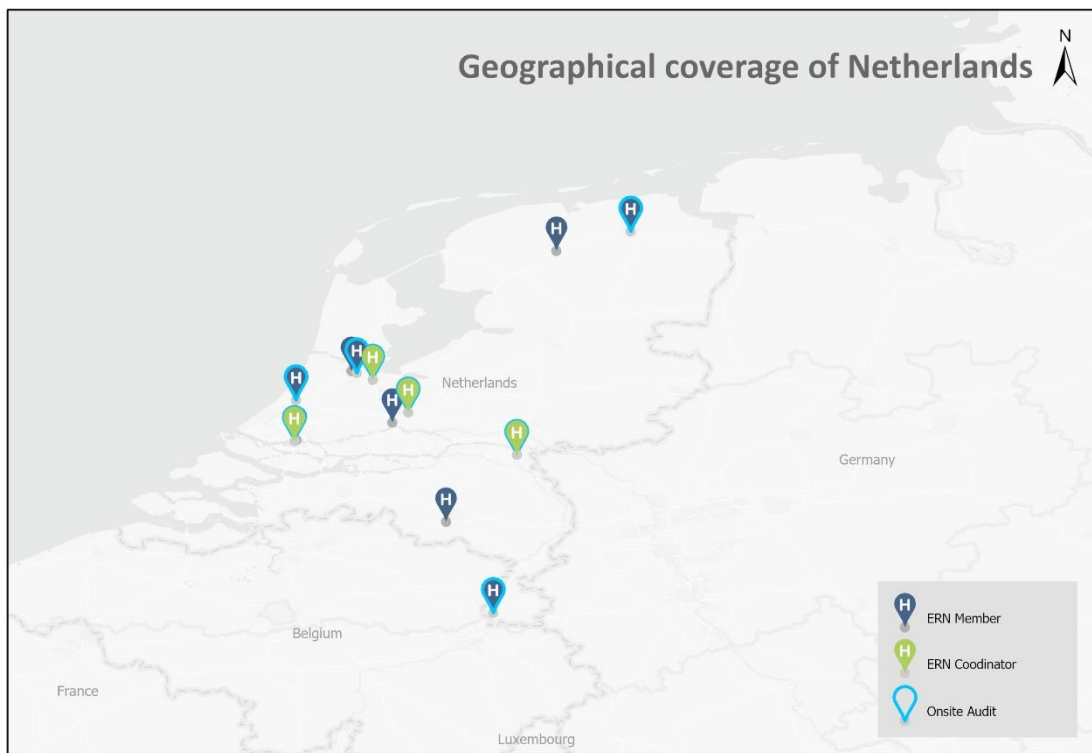 N
Geographical coverage of Netherlands
H
H
H
H
H
H
H
H
H
H
H
H
Netherlands
Germany
Belgium
France
Luxembourg
H ERN Member
H ERN Coodinator
Onsite Audit